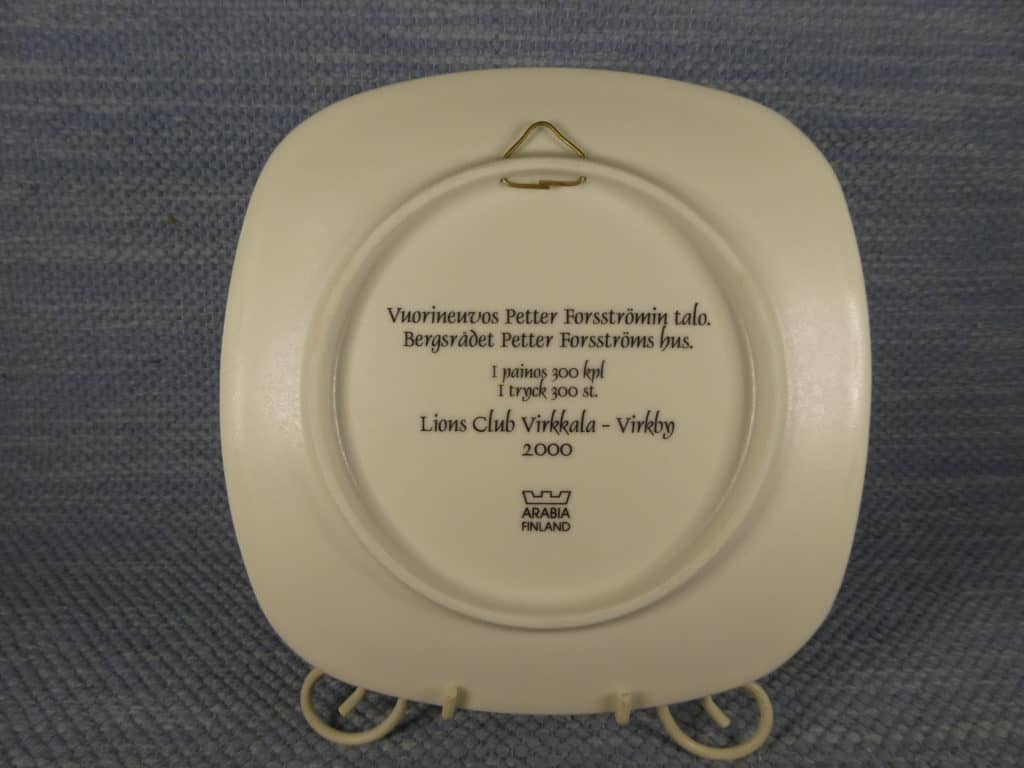 Vuorineuvos Petter Forsströmin talo.
Bergsrådet Petter Forsströms hus.
I painos 300 kpl
I tryck 300 st.
Lions Club Virkkala - Virkby
2000
ARABIA
FINLAND